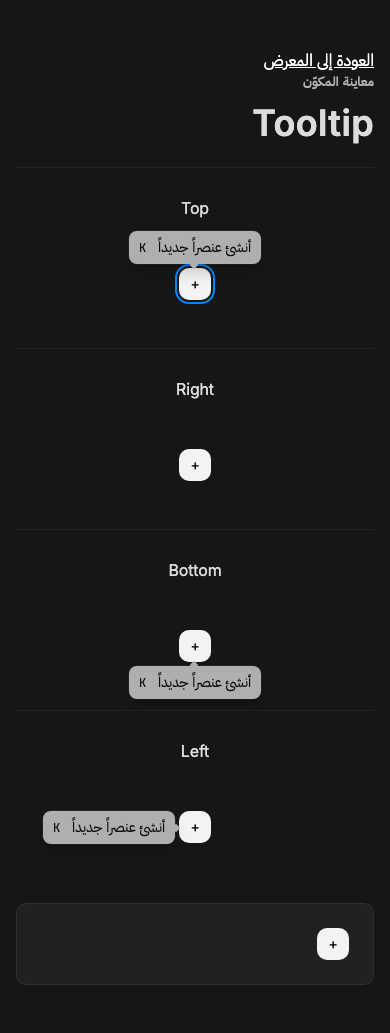 العودة إلى المعرض
معاينة المكوّن
Tooltip
Top
أنشئ عنصراً جديداً K
+
Right
+
Bottom
+
أنشئ عنصراً جديداً K
Left
أنشئ عنصراً جديداً K +
+